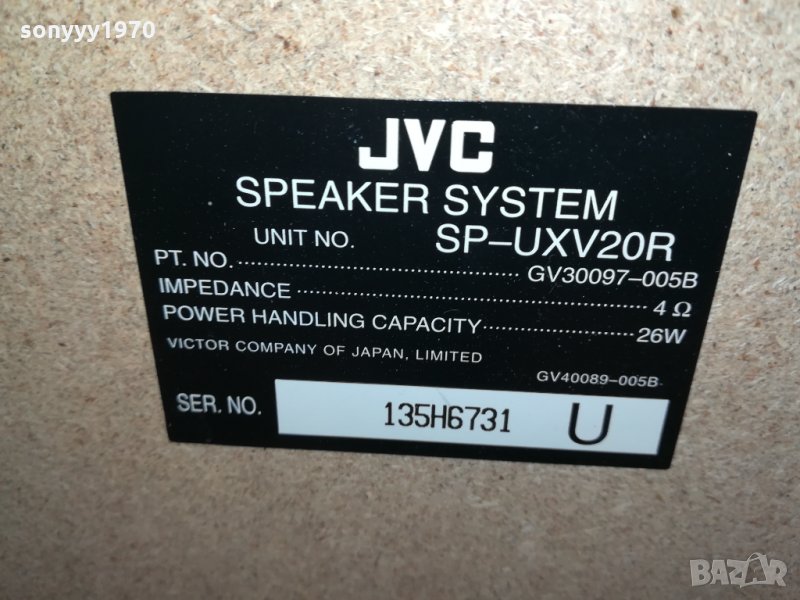 sonyyy1970
JVC
SPEAKER SYSTEM
UNIT NO. SP-UXV20R
PT. NO. GV30097-005B
IMPEDANCE 4 Ω
POWER HANDLING CAPACITY 26W
VICTOR COMPANY OF JAPAN, LIMITED
GV40089-005B
SER. NO. 135H6731 U
BAZAR